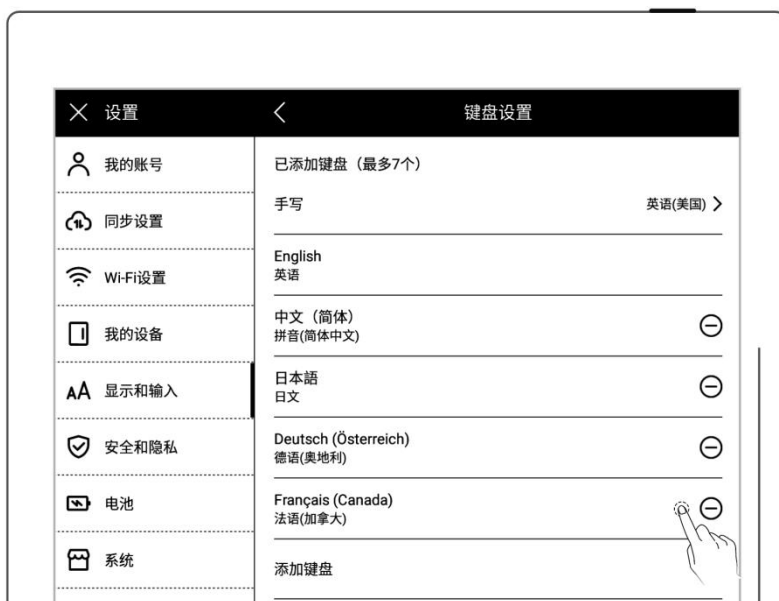 设置
键盘设置
我的账号
同步设置
Wi-Fi设置
我的设备
AA 显示和输入
安全和隐私
电池
系统
已添加键盘（最多7个）
手写
英语(美国)
English
英语
中文（简体）
拼音(简体中文)
日本語
日文
Deutsch (Österreich)
德语(奥地利)
Français (Canada)
法语(加拿大)
添加键盘